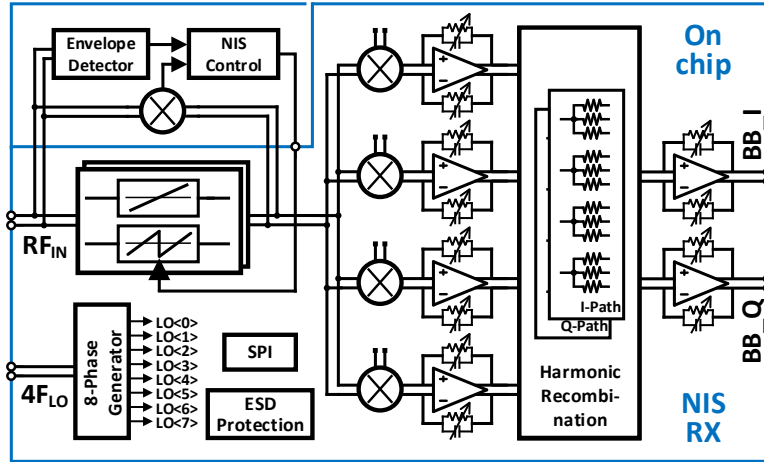 Envelope
Detector
NIS
Control
On
chip
RF_IN
4F_LO
8-Phase
Generator
LO<0>
LO<1>
LO<2>
LO<3>
LO<4>
LO<5>
LO<6>
LO<7>
SPI
ESD
Protection
+
−
+
−
+
−
+
−
I-Path
Q-Path
Harmonic
Recombi-
nation
+
−
+
−
BB_I
BB_Q
NIS
RX